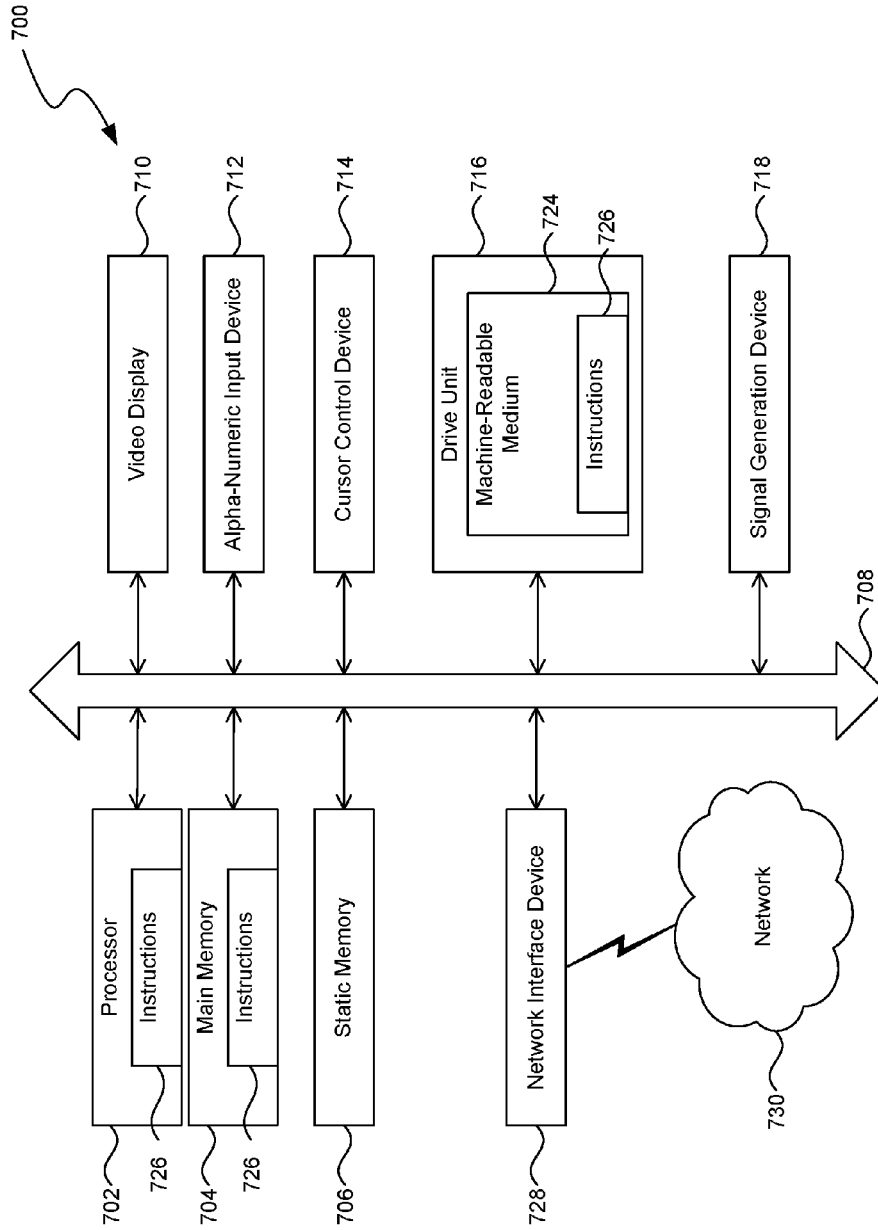 700
Processor
Instructions
702
726
Main Memory
Instructions
704
726
Static Memory
706
Network Interface Device
728
Network
730
708
Video Display
710
Alpha-Numeric Input Device
712
Cursor Control Device
714
Drive Unit
716
Machine-Readable
Medium
724
Instructions
726
Signal Generation Device
718